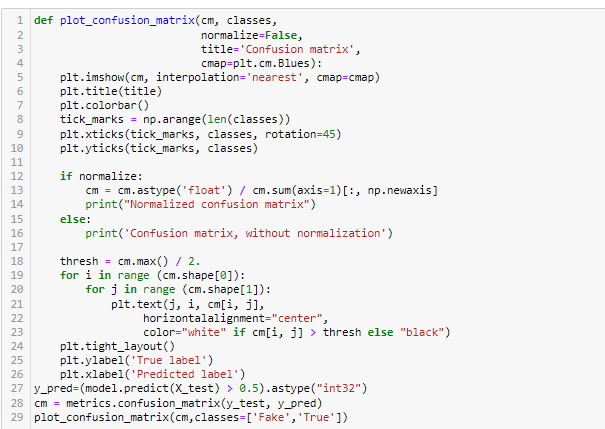 1 def plot_confusion_matrix(cm, classes,
2                           normalize=False,
3                           title='Confusion matrix',
4                           cmap=plt.cm.Blues):
5     plt.imshow(cm, interpolation='nearest', cmap=cmap)
6     plt.title(title)
7     plt.colorbar()
8     tick_marks = np.arange(len(classes))
9     plt.xticks(tick_marks, classes, rotation=45)
10     plt.yticks(tick_marks, classes)
11
12     if normalize:
13         cm = cm.astype('float') / cm.sum(axis=1)[:, np.newaxis]
14         print("Normalized confusion matrix")
15     else:
16         print('Confusion matrix, without normalization')
17
18     thresh = cm.max() / 2.
19     for i in range (cm.shape[0]):
20         for j in range (cm.shape[1]):
21             plt.text(j, i, cm[i, j],
22                  horizontalalignment="center",
23                  color="white" if cm[i, j] > thresh else "black")
24     plt.tight_layout()
25     plt.ylabel('True label')
26     plt.xlabel('Predicted label')
27 y_pred=(model.predict(X_test) > 0.5).astype("int32")
28 cm = metrics.confusion_matrix(y_test, y_pred)
29 plot_confusion_matrix(cm,classes=['Fake','True'])